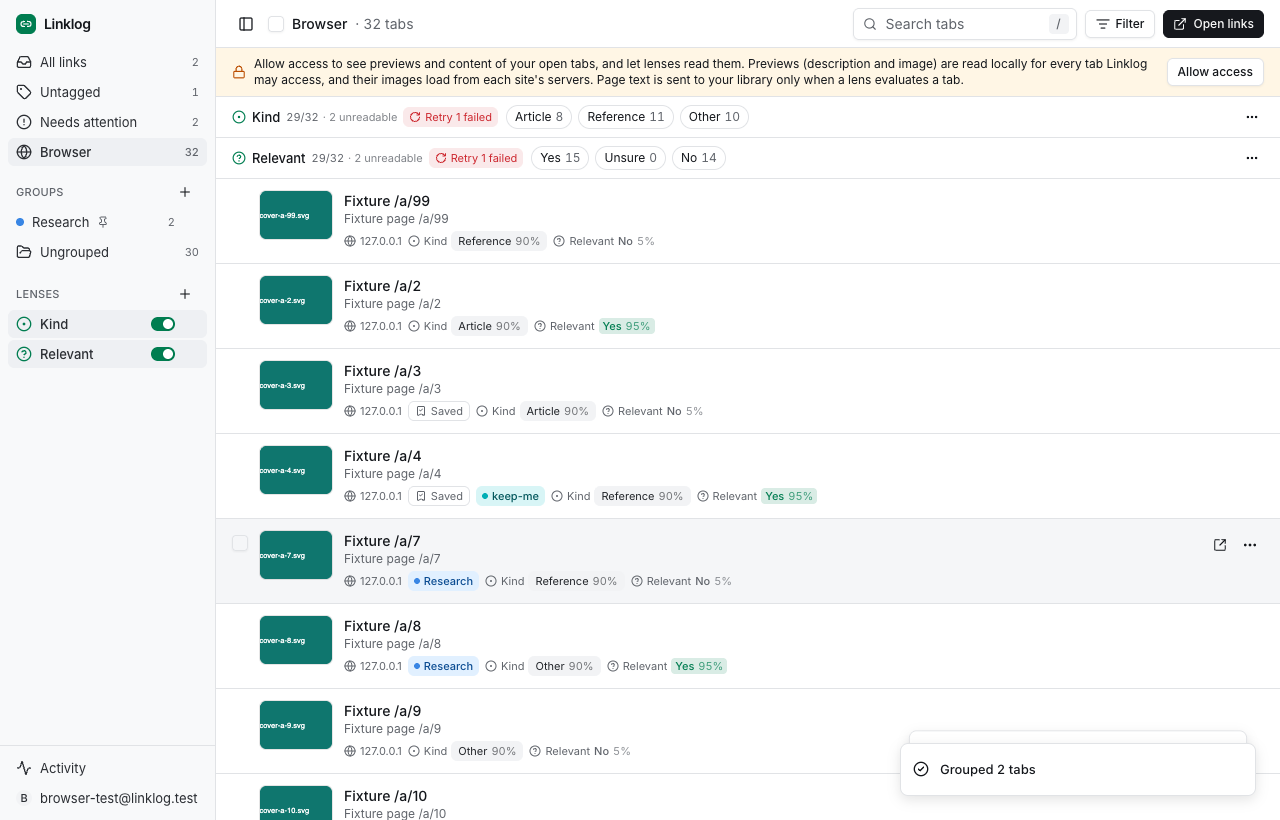 Linklog
All links 2
Untagged 1
Needs attention 2
Browser 32
GROUPS
Research 2
Ungrouped 30
LENSES
Kind
Relevant
Activity
B browser-test@linklog.test
Browser · 32 tabs
Search tabs /
Filter
Open links
Allow access to see previews and content of your open tabs, and let lenses read them. Previews (description and image) are read locally for every tab Linklog
may access, and their images load from each site's servers. Page text is sent to your library only when a lens evaluates a tab.
Allow access
Kind 29/32 · 2 unreadable Retry 1 failed Article 8 Reference 11 Other 10
Relevant 29/32 · 2 unreadable Retry 1 failed Yes 15 Unsure 0 No 14
cover-a-99.svg
Fixture /a/99
Fixture page /a/99
127.0.0.1 Kind Reference 90% Relevant No 5%
cover-a-2.svg
Fixture /a/2
Fixture page /a/2
127.0.0.1 Kind Article 90% Relevant Yes 95%
cover-a-3.svg
Fixture /a/3
Fixture page /a/3
127.0.0.1 Saved Kind Article 90% Relevant No 5%
cover-a-4.svg
Fixture /a/4
Fixture page /a/4
127.0.0.1 Saved keep-me Kind Reference 90% Relevant Yes 95%
cover-a-7.svg
Fixture /a/7
Fixture page /a/7
127.0.0.1 Research Kind Reference 90% Relevant No 5%
cover-a-8.svg
Fixture /a/8
Fixture page /a/8
127.0.0.1 Research Kind Other 90% Relevant Yes 95%
cover-a-9.svg
Fixture /a/9
Fixture page /a/9
127.0.0.1 Kind Other 90% Relevant No 5%
cover-a-10.svg
Fixture /a/10
Fixture page /a/10
Grouped 2 tabs